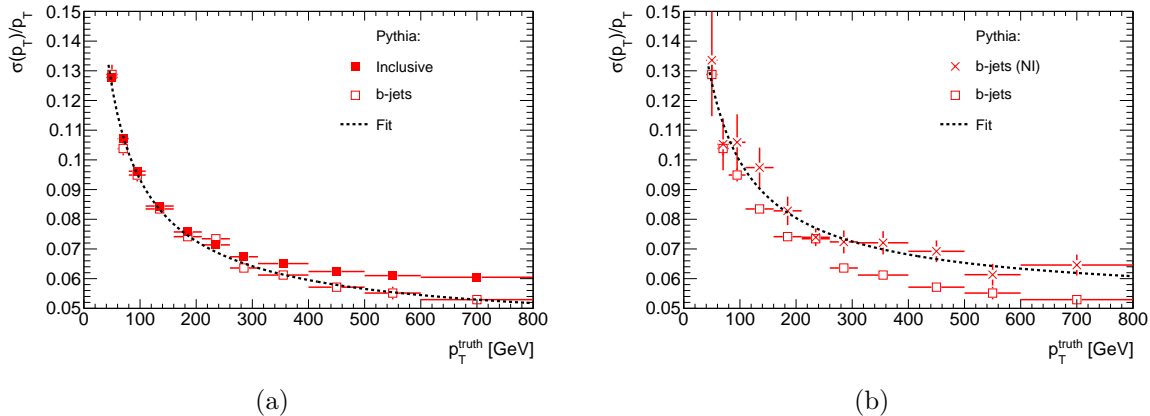 σ(p_T)/p_T
0.15
0.14
0.13
0.12
0.11
0.1
0.09
0.08
0.07
0.06
0.05
0 100 200 300 400 500 600 700 800
p_T^truth [GeV]
Pythia:
Inclusive
b-jets
Fit
(a)
σ(p_T)/p_T
0.15
0.14
0.13
0.12
0.11
0.1
0.09
0.08
0.07
0.06
0.05
0 100 200 300 400 500 600 700 800
p_T^truth [GeV]
Pythia:
b-jets (NI)
b-jets
Fit
(b)